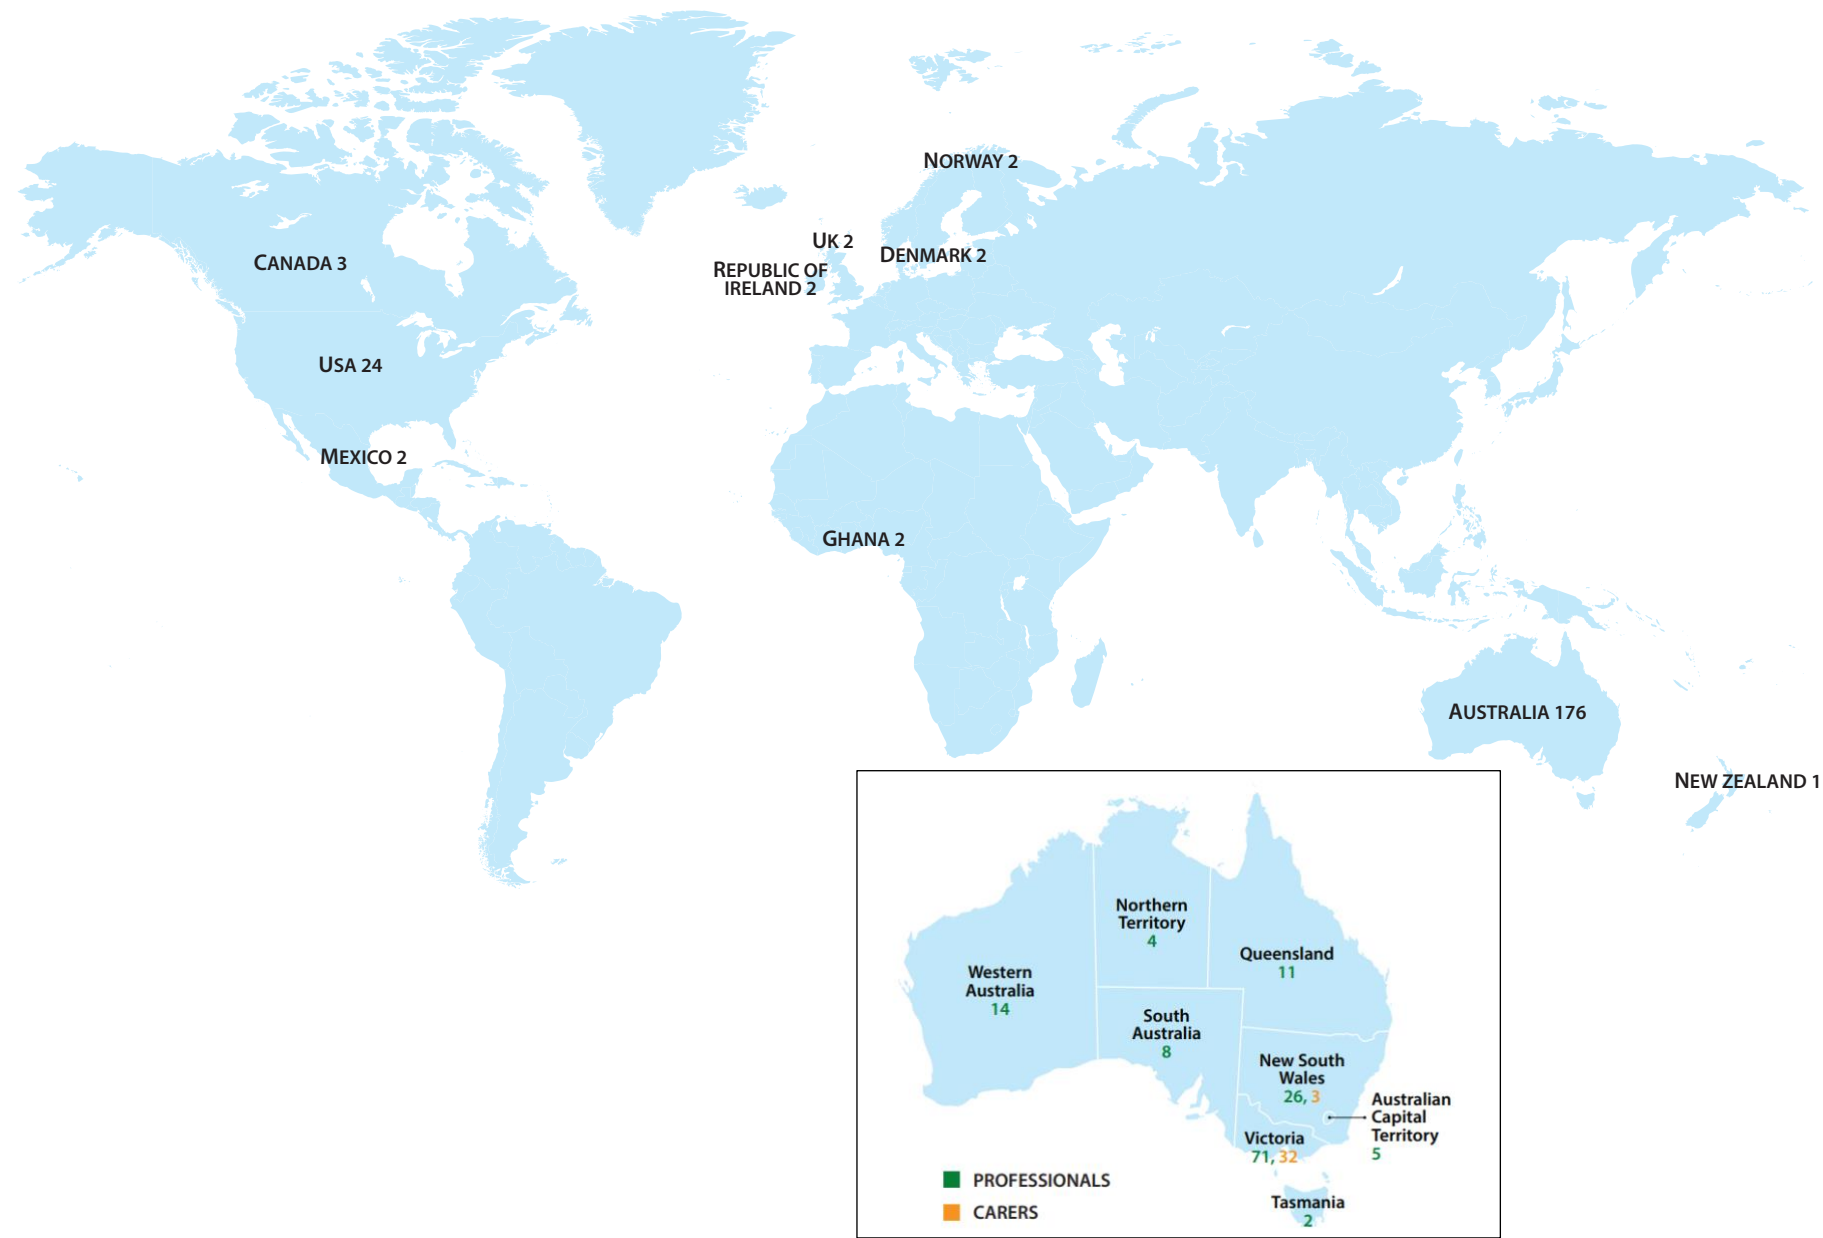 NORWAY 2
UK 2
DENMARK 2
CANADA 3
REPUBLIC OF
IRELAND 2
USA 24
MEXICO 2
GHANA 2
AUSTRALIA 176
NEW ZEALAND 1
Northern
Territory
4
Queensland
11
Western
Australia
14
South
Australia
8
New South
Wales
26, 3
Australian
Capital
Territory
5
Victoria
71, 32
PROFESSIONALS
CARERS
Tasmania
2